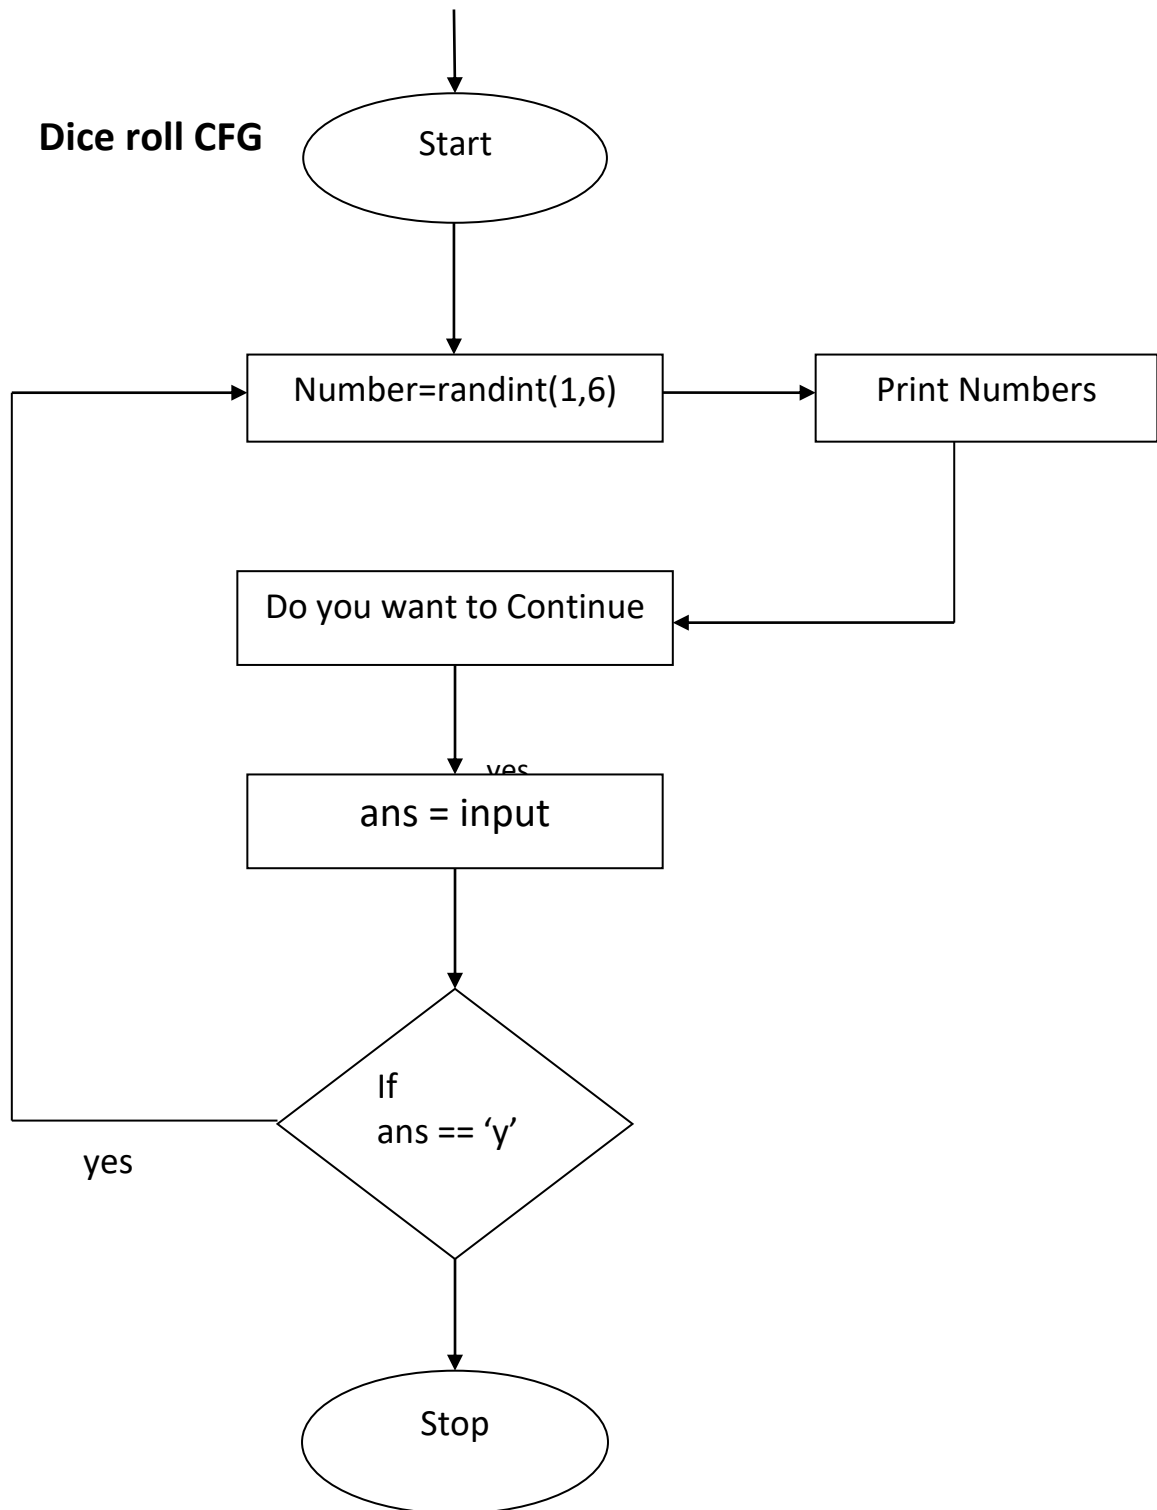 Dice roll CFG
Start
Number=randint(1,6)
Print Numbers
Do you want to Continue
yes
ans = input
If
ans == ‘y’
yes
Stop